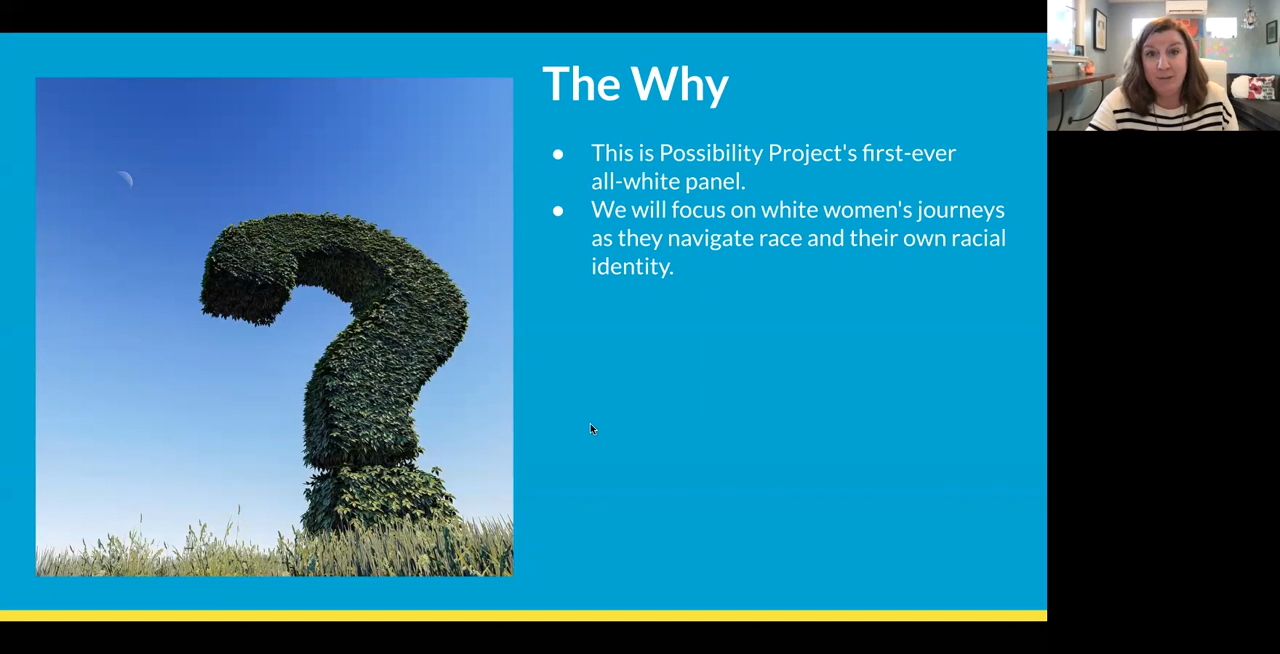 The Why
● This is Possibility Project's first-ever
all-white panel.
● We will focus on white women's journeys
as they navigate race and their own racial
identity.